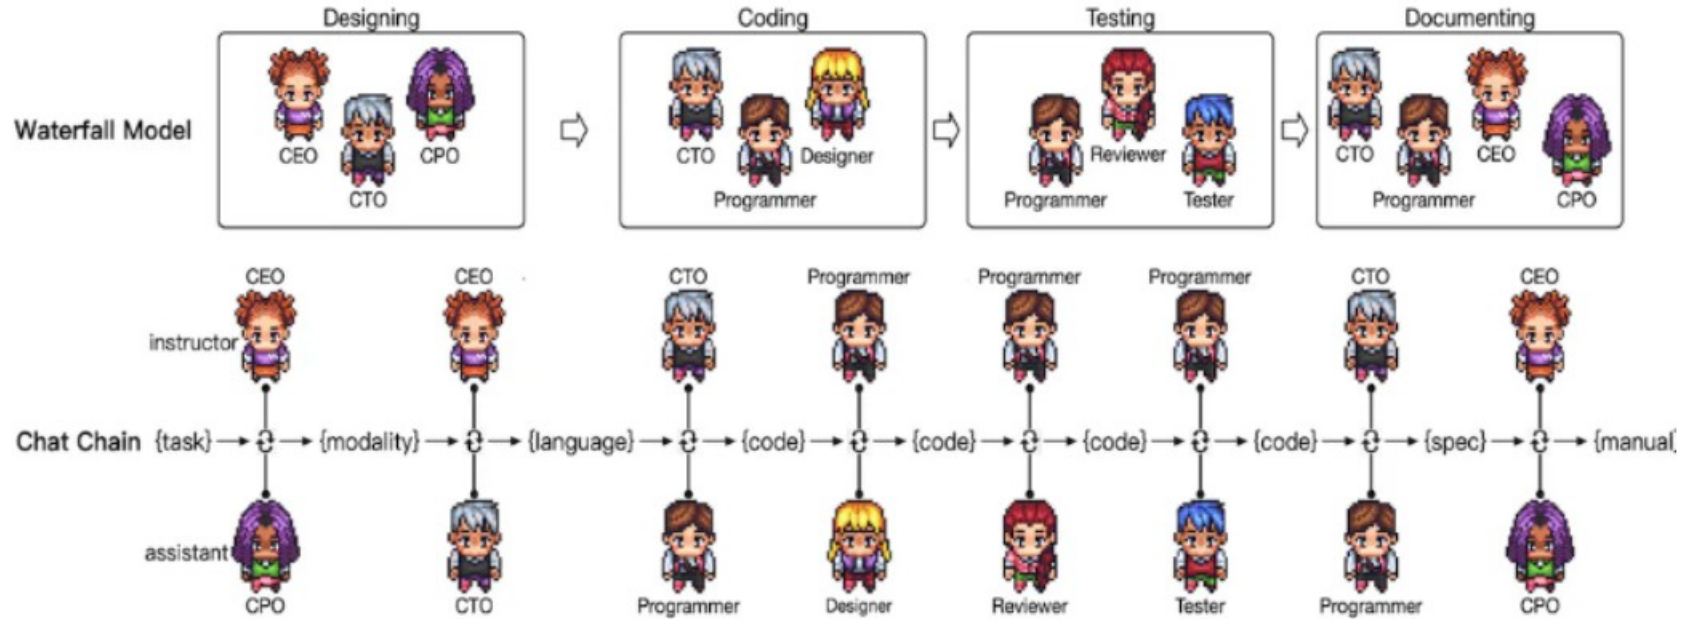 Designing
Coding
Testing
Documenting
Waterfall Model
CEO
CTO
CPO
CTO
Programmer
Designer
Programmer
Reviewer
Tester
CTO
Programmer
CEO
CPO
CEO
CEO
CTO
Programmer
Programmer
Programmer
CTO
CEO
instructor
Chat Chain {task} {modality} {language} {code} {code} {code} {code} {spec} {manual
assistant
CPO
CTO
Programmer
Designer
Reviewer
Tester
Programmer
CPO